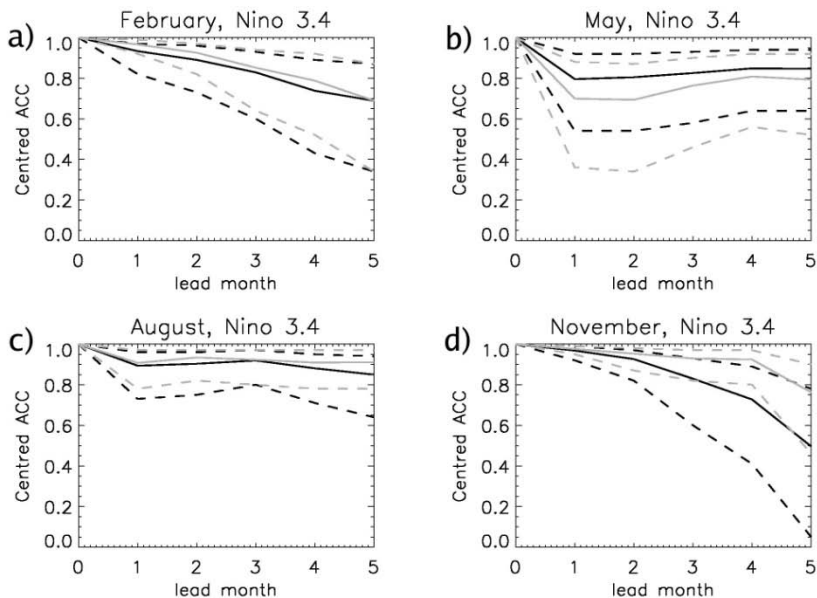 a)
February, Nino 3.4
Centred ACC
1.0
0.8
0.6
0.4
0.2
0.0
0 1 2 3 4 5
lead month
b)
May, Nino 3.4
Centred ACC
1.0
0.8
0.6
0.4
0.2
0.0
0 1 2 3 4 5
lead month
c)
August, Nino 3.4
Centred ACC
1.0
0.8
0.6
0.4
0.2
0.0
0 1 2 3 4 5
lead month
d)
November, Nino 3.4
Centred ACC
1.0
0.8
0.6
0.4
0.2
0.0
0 1 2 3 4 5
lead month